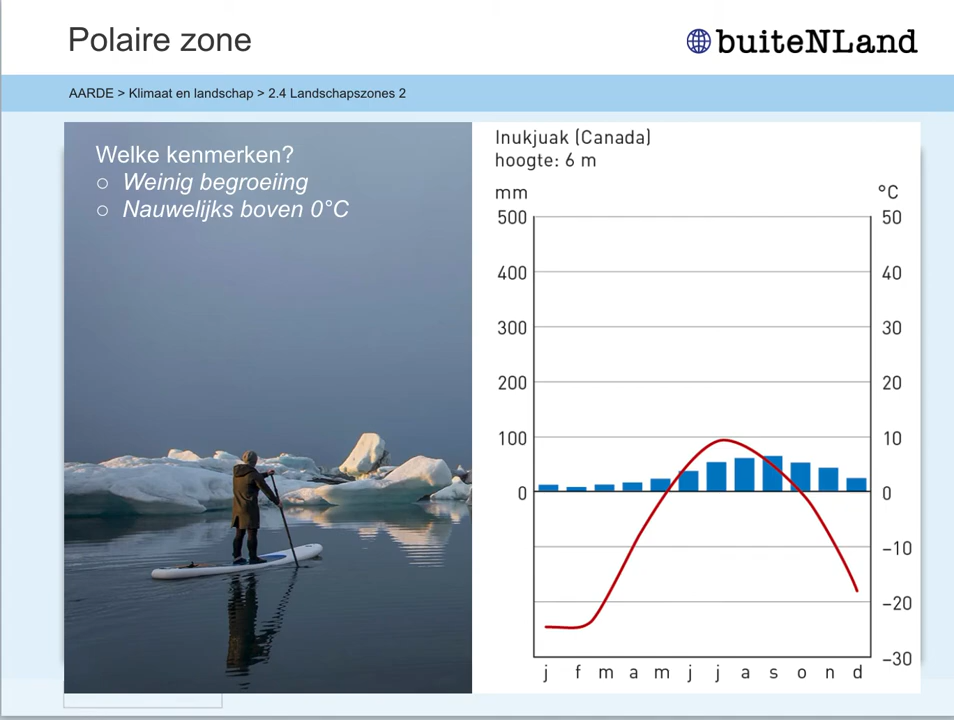 Polaire zone
buiteNLand
AARDE > Klimaat en landschap > 2.4 Landschapszones 2
Welke kenmerken?
○ Weinig begroeiing
○ Nauwelijks boven 0°C
Inukjuak (Canada)
hoogte: 6 m
mm °C
500 50
400 40
300 30
200 20
100 10
0 0
–10
–20
–30
j f m a m j j a s o n d